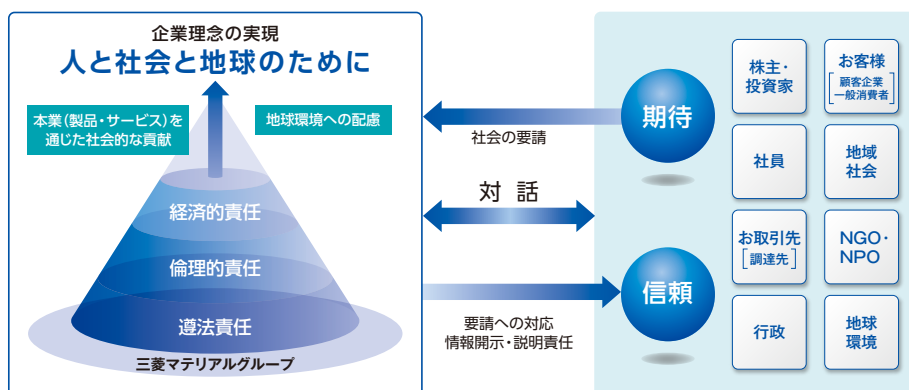 企業理念の実現
人と社会と地球のために
本業(製品・サービス)を
通じた社会的な貢献
地球環境への配慮
経済的責任
倫理的責任
遵法責任
三菱マテリアルグループ
社会の要請
対話
要請への対応
情報開示・説明責任
期待
信頼
株主・
投資家
お客様
[顧客企業
一般消費者]
社員
地域
社会
お取引先
[調達先]
NGO・
NPO
行政
地球
環境